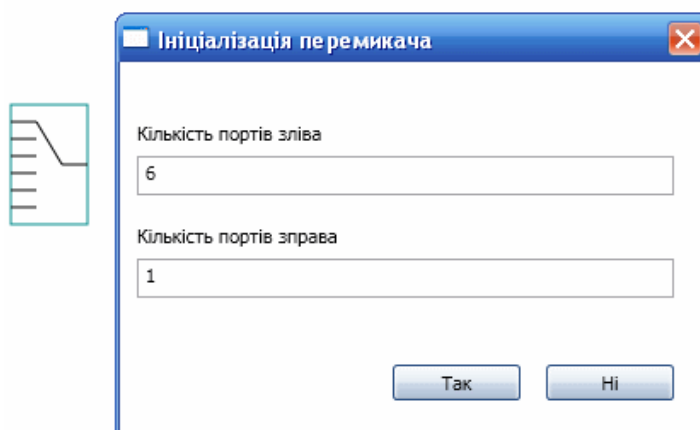 Ініціалізація перемикача
Кількість портів зліва
6
Кількість портів зправа
1
Так
Ні